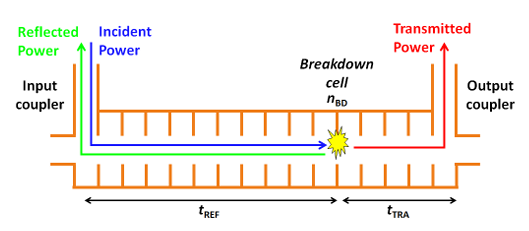 Reflected
Power
Incident
Power
Transmitted
Power
Input
coupler
Breakdown
cell
nBD
Output
coupler
tREF
tTRA